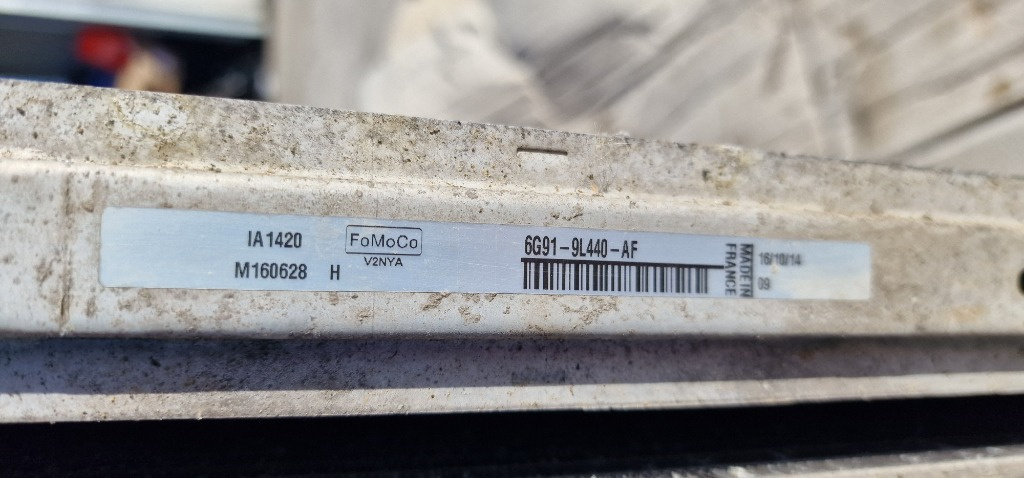 IA1420
M160628 H
FoMoCo
V2NYA
6G91-9L440-AF
MADE IN
FRANCE
16/10/14
09